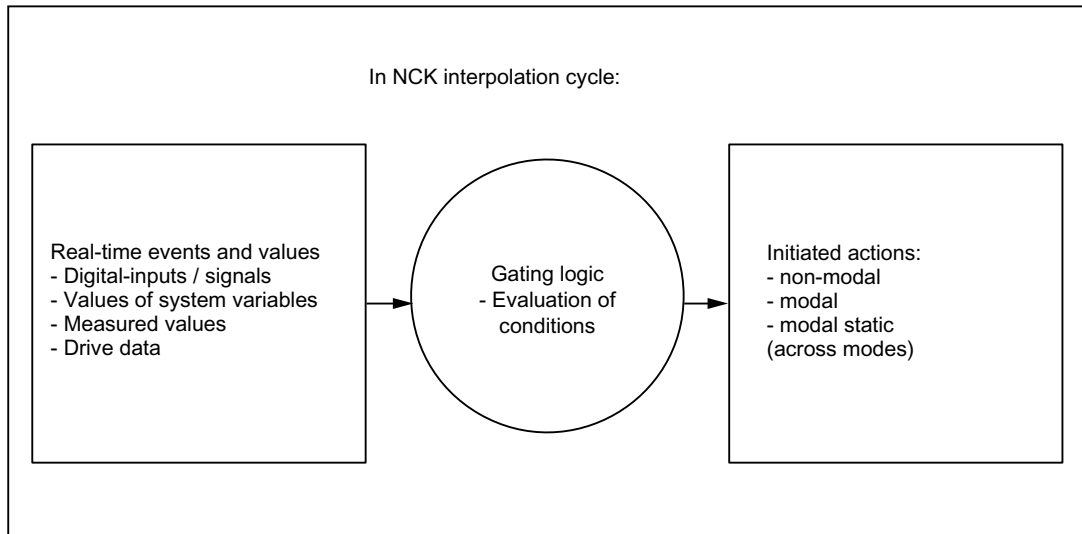 In NCK interpolation cycle:
Real-time events and values
- Digital-inputs / signals
- Values of system variables
- Measured values
- Drive data
Gating logic
- Evaluation of
conditions
Initiated actions:
- non-modal
- modal
- modal static
(across modes)